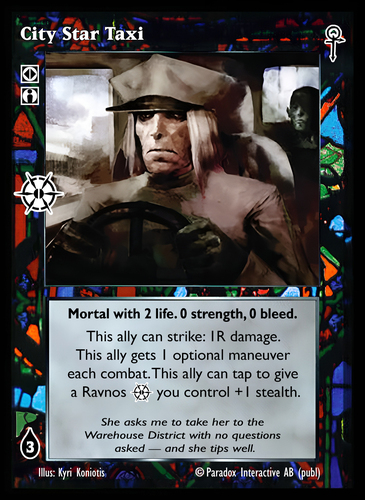 City Star Taxi
Mortal with 2 life. 0 strength, 0 bleed.
This ally can strike: 1R damage.
This ally gets 1 optional maneuver
each combat. This ally can tap to give
a Ravnos you control +1 stealth.
She asks me to take her to the
Warehouse District with no questions
asked — and she tips well.
3
Illus: Kyri Koniotis
© Paradox Interactive AB (publ)